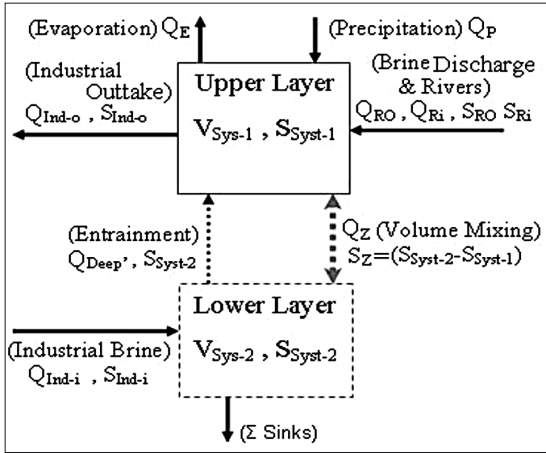 (Evaporation) QE
(Precipitation) QP
(Industrial Outtake)
QInd-o , SInd-o
Upper Layer
VSys-1 , SSyst-1
(Brine Discharge & Rivers)
QRO , QRi , SRO SRi
(Entrainment)
QDeep' , SSyst-2
QZ (Volume Mixing)
SZ=(SSyst-2-SSyst-1)
Lower Layer
VSys-2 , SSyst-2
(Industrial Brine)
QInd-i , SInd-i
(Σ Sinks)